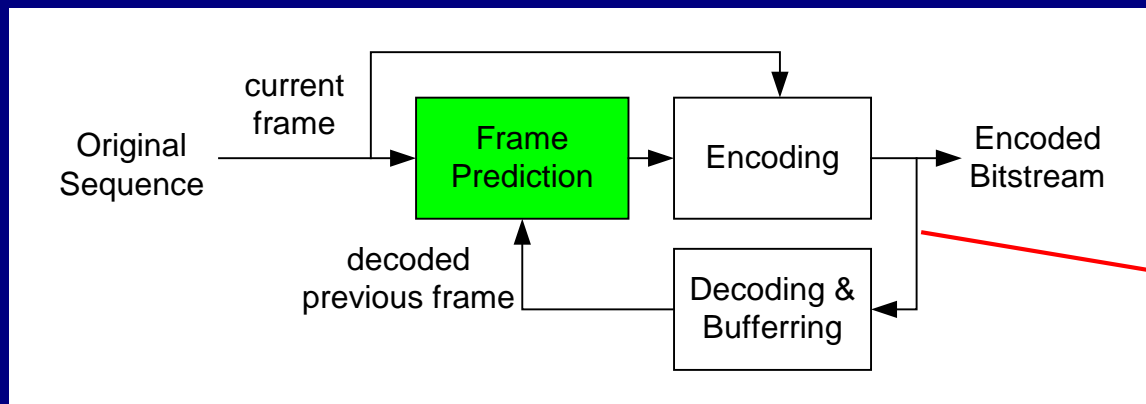 current
frame
Original
Sequence
Frame
Prediction
Encoding
Encoded
Bitstream
decoded
previous frame
Decoding &
Bufferring